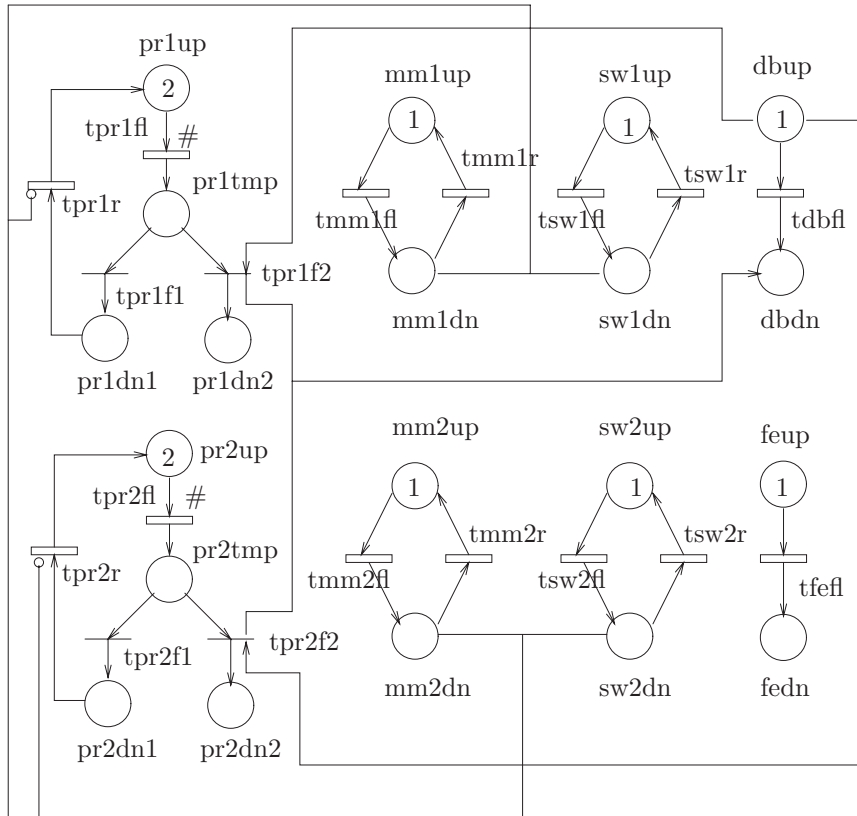 pr1up
2
tpr1fl
#
pr1tmp
tpr1r
tpr1f2
tpr1f1
pr1dn1
pr1dn2
mm1up
1
tmm1r
tmm1fl
mm1dn
sw1up
1
tsw1r
tsw1fl
sw1dn
dbup
1
tdbfl
dbdn
pr2up
2
tpr2fl
#
tpr2r
pr2tmp
tpr2f2
tpr2f1
pr2dn1
pr2dn2
mm2up
1
tmm2r
tmm2fl
mm2dn
sw2up
1
tsw2r
tsw2fl
sw2dn
feup
1
tfefl
fedn